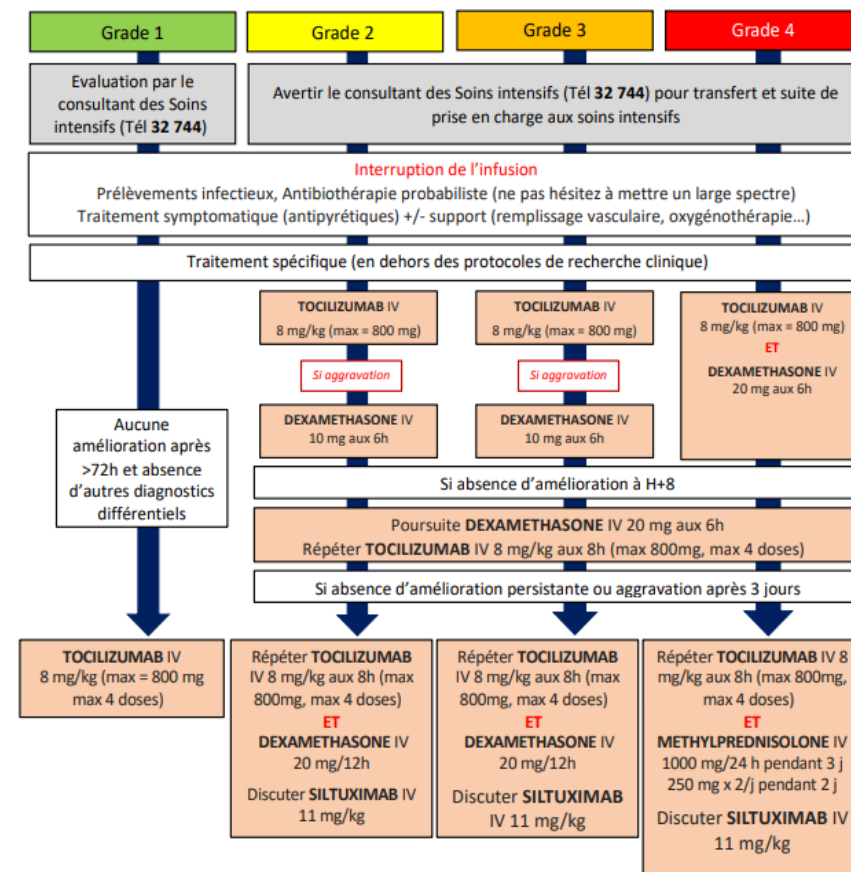 Grade 1
Grade 2
Grade 3
Grade 4
Evaluation par le
consultant des Soins
intensifs (Tél 32 744)
Avertir le consultant des Soins intensifs (Tél 32 744) pour transfert et suite de
prise en charge aux soins intensifs
Interruption de l'infusion
Prélèvements infectieux, Antibiothérapie probabiliste (ne pas hésitez à mettre un large spectre)
Traitement symptomatique (antipyrétiques) +/- support (remplissage vasculaire, oxygénothérapie...)
Traitement spécifique (en dehors des protocoles de recherche clinique)
TOCILIZUMAB IV
8 mg/kg (max = 800 mg)
Si aggravation
DEXAMETHASONE IV
10 mg aux 6h
TOCILIZUMAB IV
8 mg/kg (max = 800 mg)
Si aggravation
DEXAMETHASONE IV
10 mg aux 6h
TOCILIZUMAB IV
8 mg/kg (max = 800 mg)
ET
DEXAMETHASONE IV
20 mg aux 6h
Aucune
amélioration après
>72h et absence
d'autres diagnostics
différentiels
Si absence d'amélioration à H+8
Poursuite DEXAMETHASONE IV 20 mg aux 6h
Répéter TOCILIZUMAB IV 8 mg/kg aux 8h (max 800mg, max 4 doses)
Si absence d'amélioration persistante ou aggravation après 3 jours
TOCILIZUMAB IV
8 mg/kg (max = 800 mg
max 4 doses)
Répéter TOCILIZUMAB
IV 8 mg/kg aux 8h (max
800mg, max 4 doses)
ET
DEXAMETHASONE IV
20 mg/12h
Discuter SILTUXIMAB IV
11 mg/kg
Répéter TOCILIZUMAB
IV 8 mg/kg aux 8h (max
800mg, max 4 doses)
ET
DEXAMETHASONE IV
20 mg/12h
Discuter SILTUXIMAB
IV 11 mg/kg
Répéter TOCILIZUMAB IV 8
mg/kg aux 8h (max 800mg,
max 4 doses)
ET
METHYLPREDNISOLONE IV
1000 mg/24 h pendant 3 j
250 mg x 2/j pendant 2 j
Discuter SILTUXIMAB IV
11 mg/kg